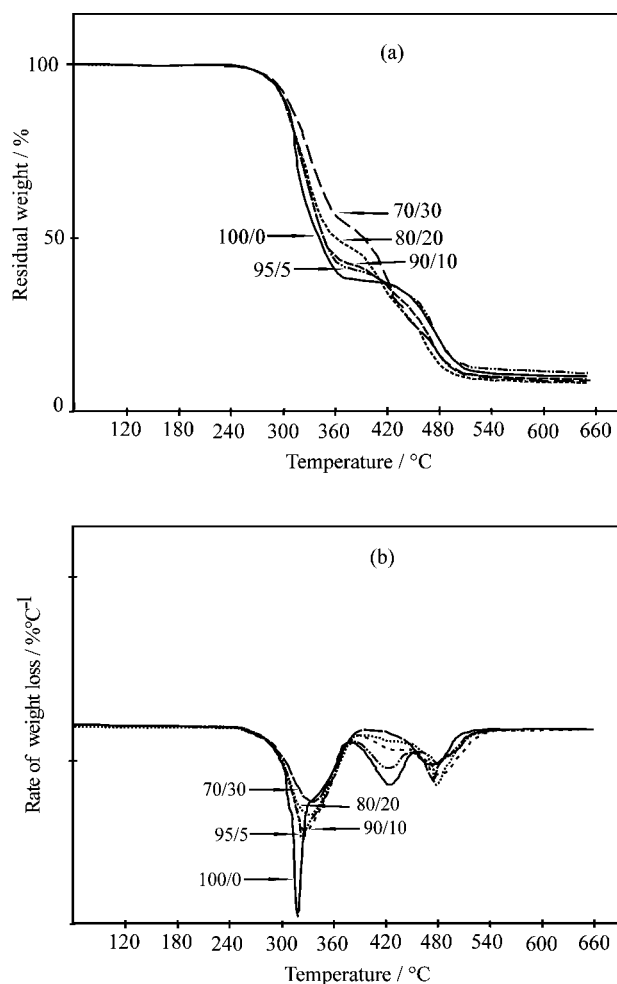 (a)
100
50
0
Residual weight / %
70/30
100/0
80/20
95/5
90/10
120 180 240 300 360 420 480 540 600 660
Temperature / °C
(b)
Rate of weight loss / %°C⁻¹
70/30
80/20
95/5
90/10
100/0
120 180 240 300 360 420 480 540 600 660
Temperature / °C